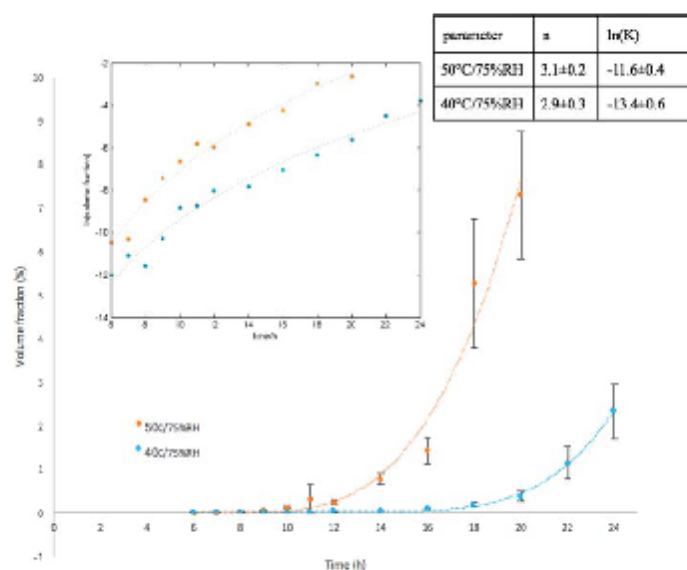 parameter n ln(K)
50°C/75%RH 3.1±0.2 -11.6±0.4
40°C/75%RH 2.9±0.3 -13.4±0.6
10
9
8
7
6
5
4
3
2
1
0
-1
Volume fraction (%)
-2
-4
-6
-8
-10
-12
-14
6 8 10 12 14 16 18 20 22 24
time/h
50C/75%RH
40C/75%RH
0 2 4 6 8 10 12 14 16 18 20 22 24
Time (h)